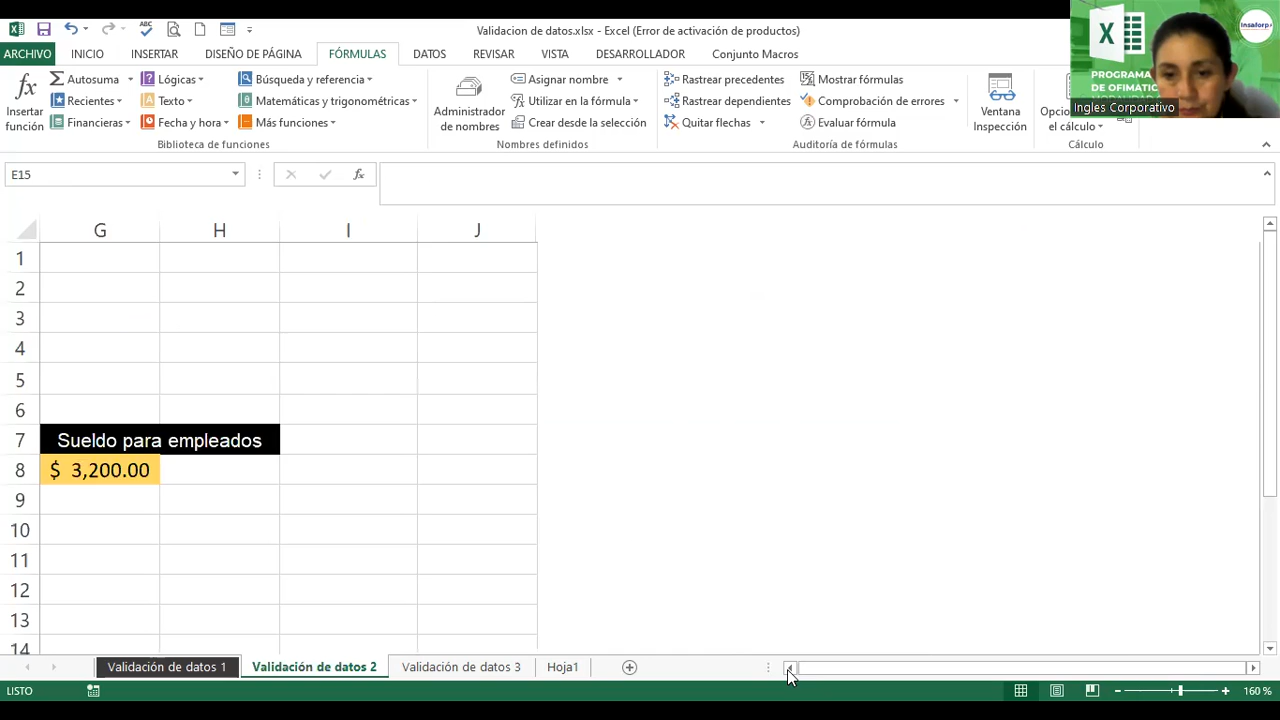 Validacion de datos.xlsx - Excel (Error de activación de productos)
ARCHIVO INICIO INSERTAR DISEÑO DE PÁGINA FÓRMULAS DATOS REVISAR VISTA DESARROLLADOR Conjunto Macros
Insertar función
Autosuma
Recientes
Financieras
Lógicas
Texto
Fecha y hora
Búsqueda y referencia
Matemáticas y trigonométricas
Más funciones
Biblioteca de funciones
Administrador de nombres
Asignar nombre
Utilizar en la fórmula
Crear desde la selección
Nombres definidos
Rastrear precedentes
Rastrear dependientes
Quitar flechas
Mostrar fórmulas
Comprobación de errores
Evaluar fórmula
Auditoría de fórmulas
Ventana Inspección
el cálculo
Cálculo
PROGRAMA
DE OFIMATIC
Ingles Corporativo
Insaforp
E15
fx
G H I J
1
2
3
4
5
6
7 Sueldo para empleados
8 $ 3,200.00
9
10
11
12
13
14
Validación de datos 1 Validación de datos 2 Validación de datos 3 Hoja1
LISTO
160 %